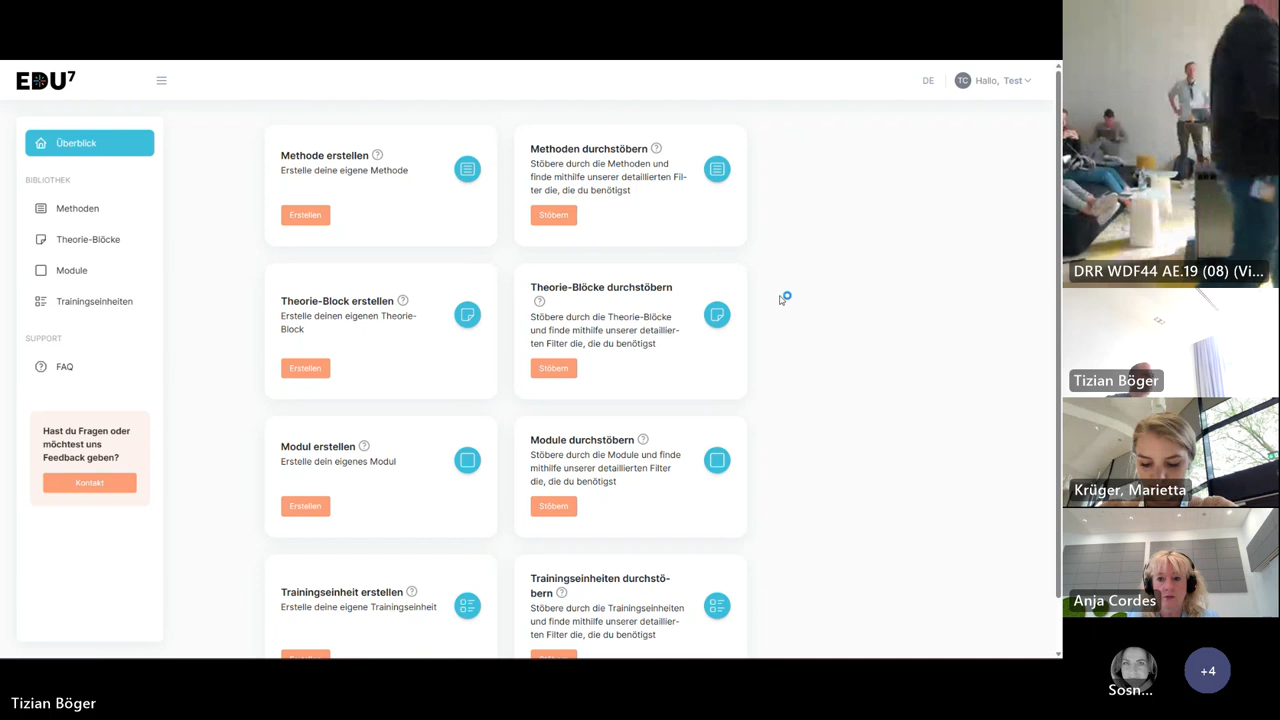 EDU7
DE
TC
Hallo, Test
Überblick
BIBLIOTHEK
Methoden
Theorie-Blöcke
Module
Trainingseinheiten
SUPPORT
FAQ
Hast du Fragen oder
möchtest uns
Feedback geben?
Kontakt
Methode erstellen
Erstelle deine eigene Methode
Erstellen
Methoden durchstöbern
Stöbere durch die Methoden und
finde mithilfe unserer detaillierten Fil-
ter die, die du benötigst
Stöbern
Theorie-Block erstellen
Erstelle deinen eigenen Theorie-
Block
Erstellen
Theorie-Blöcke durchstöbern
Stöbere durch die Theorie-Blöcke
und finde mithilfe unserer detaillier-
ten Filter die, die du benötigst
Stöbern
Modul erstellen
Erstelle dein eigenes Modul
Erstellen
Module durchstöbern
Stöbere durch die Module und finde
mithilfe unserer detaillierten Filter
die, die du benötigst
Stöbern
Trainingseinheit erstellen
Erstelle deine eigene Trainingseinheit
Trainingseinheiten durchstö-
bern
Stöbere durch die Trainingseinheiten
und finde mithilfe unserer detaillier-
ten Filter die, die du benötigst
DRR WDF44 AE.19 (08) (Vi...
Tizian Böger
Krüger, Marietta
Anja Cordes
Sosn...
+4
Tizian Böger